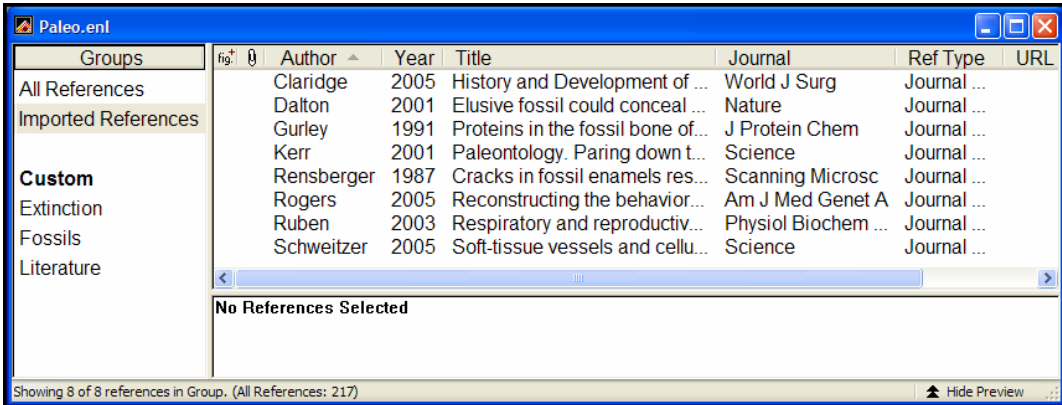 Paleo.enl
Groups
All References
Imported References
Custom
Extinction
Fossils
Literature
fig. Author Year Title Journal Ref Type URL
Claridge 2005 History and Development of ... World J Surg Journal ...
Dalton 2001 Elusive fossil could conceal ... Nature Journal ...
Gurley 1991 Proteins in the fossil bone of... J Protein Chem Journal ...
Kerr 2001 Paleontology. Paring down t... Science Journal ...
Rensberger 1987 Cracks in fossil enamels res... Scanning Microsc Journal ...
Rogers 2005 Reconstructing the behavior... Am J Med Genet A Journal ...
Ruben 2003 Respiratory and reproductiv... Physiol Biochem ... Journal ...
Schweitzer 2005 Soft-tissue vessels and cellu... Science Journal ...
No References Selected
Showing 8 of 8 references in Group. (All References: 217) Hide Preview